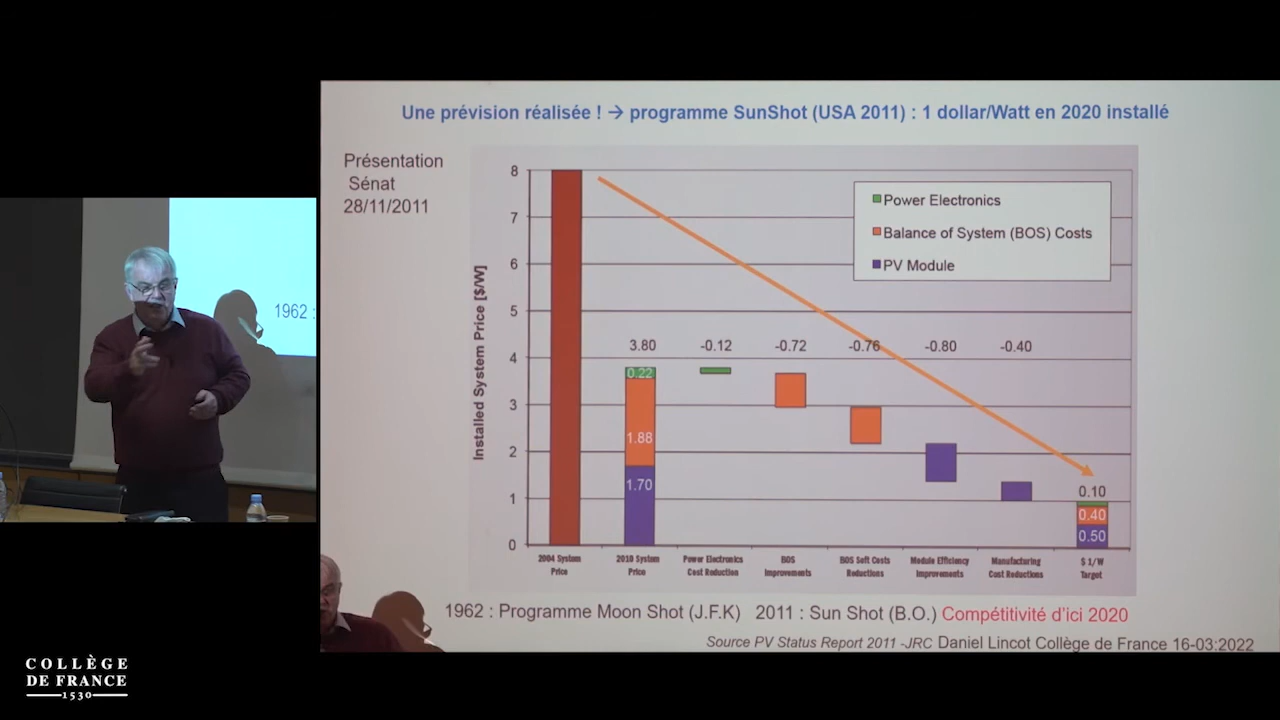 Une prévision réalisée ! → programme SunShot (USA 2011) : 1 dollar/Watt en 2020 installé
Présentation
Sénat
28/11/2011
Installed System Price [$/W]
8
7
6
5
4
3
2
1
0
Power Electronics
Balance of System (BOS) Costs
PV Module
3.80
-0.12
-0.72
-0.76
-0.80
-0.40
0.22
1.88
1.70
0.10
0.40
0.50
2004 System
Price
2010 System
Price
Power Electronics
Cost Reduction
BOS
Improvements
BOS Soft Costs
Reductions
Module Efficiency
Improvements
Manufacturing
Cost Reductions
$ 1/W
Target
1962 : Programme Moon Shot (J.F.K) 2011 : Sun Shot (B.O.) Compétitivité d'ici 2020
Source PV Status Report 2011 -JRC Daniel Lincot Collège de France 16-03:2022
1962 :
COLLÈGE
DE FRANCE
1530